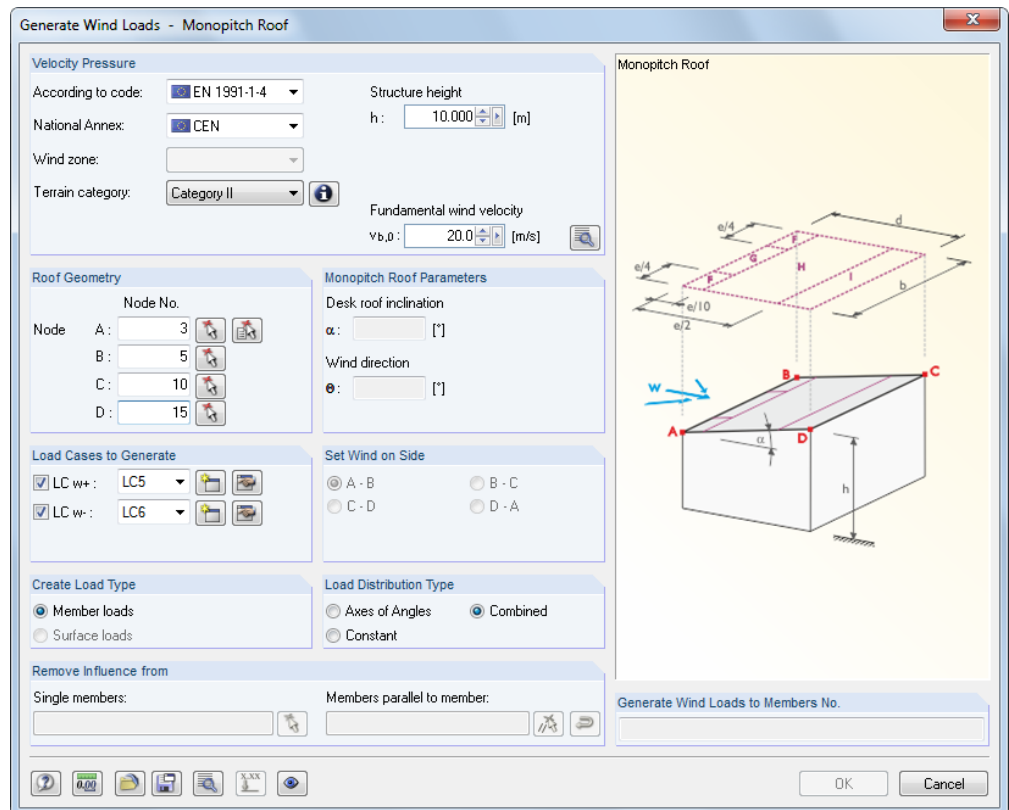 Generate Wind Loads - Monopitch Roof
Velocity Pressure
According to code:
EN 1991-1-4
National Annex:
CEN
Wind zone:
Terrain category:
Category II
Structure height
h:
10.000
[m]
Fundamental wind velocity
vb,0:
20.0
[m/s]
Roof Geometry
Node No.
Node
A:
3
B:
5
C:
10
D:
15
Monopitch Roof Parameters
Desk roof inclination
α:
[°]
Wind direction
Θ:
[°]
Load Cases to Generate
LC w+:
LC5
LC w-:
LC6
Set Wind on Side
A - B
B - C
C - D
D - A
Create Load Type
Member loads
Surface loads
Load Distribution Type
Axes of Angles
Combined
Constant
Remove Influence from
Single members:
Members parallel to member:
Monopitch Roof
e/4
d
F
G
H
e/4
F
I
b
e/10
e/2
B
C
W
A
α
D
h
Generate Wind Loads to Members No.
0.00
x.xx
OK
Cancel